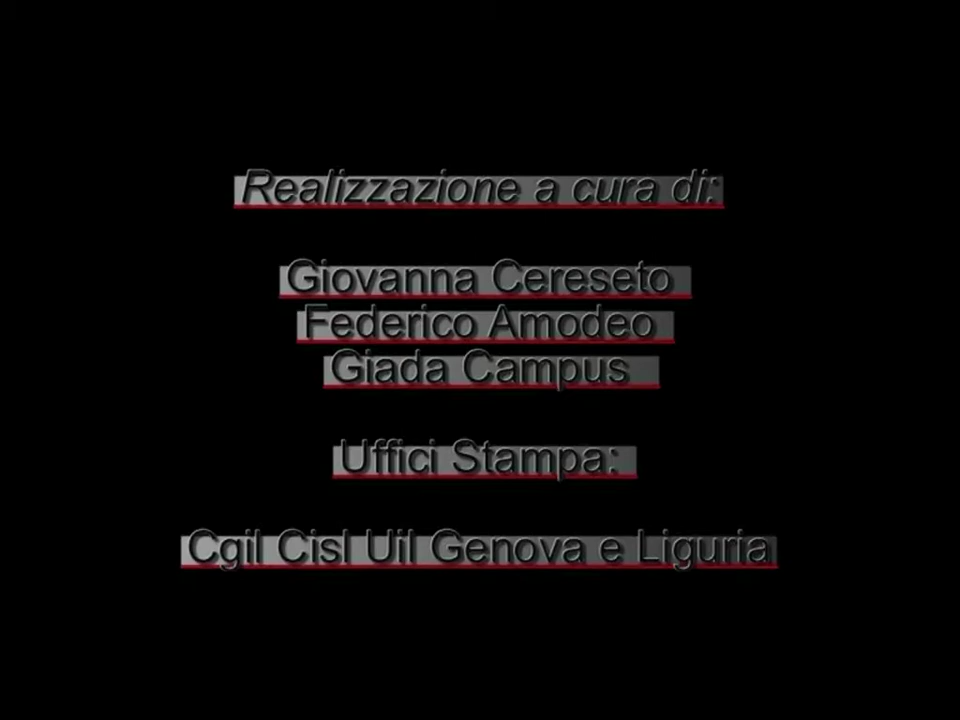 Realizzazione a cura di:
Giovanna Cereseto
Federico Amodeo
Giada Campus
Uffici Stampa:
Cgil Cisl Uil Genova e Liguria